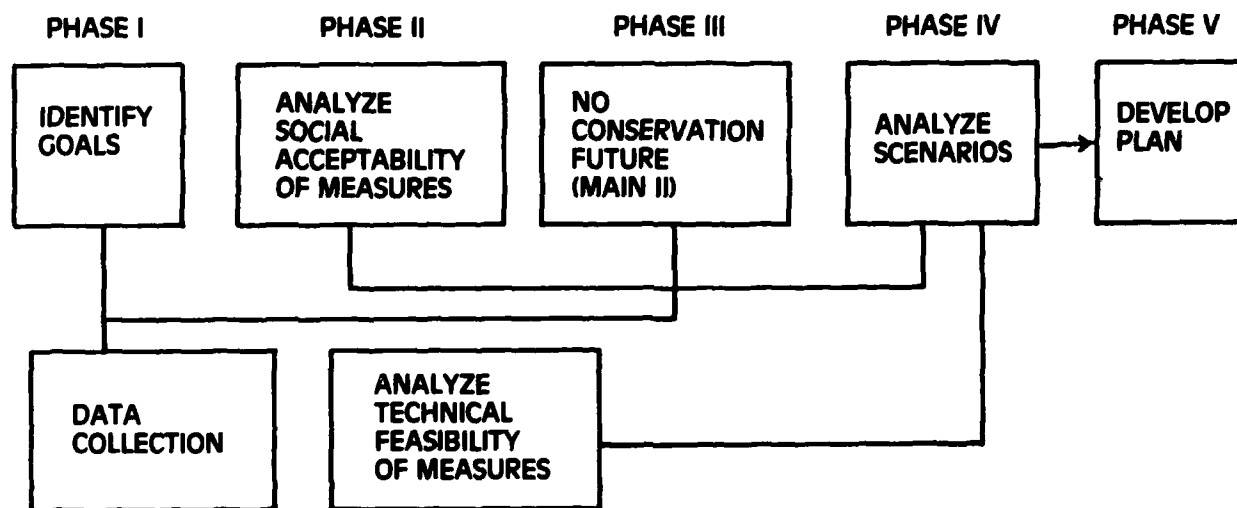 PHASE I
PHASE II
PHASE III
PHASE IV
PHASE V
IDENTIFY
GOALS
ANALYZE
SOCIAL
ACCEPTABILITY
OF MEASURES
NO
CONSERVATION
FUTURE
(MAIN II)
ANALYZE
SCENARIOS
DEVELOP
PLAN
DATA
COLLECTION
ANALYZE
TECHNICAL
FEASIBILITY
OF MEASURES